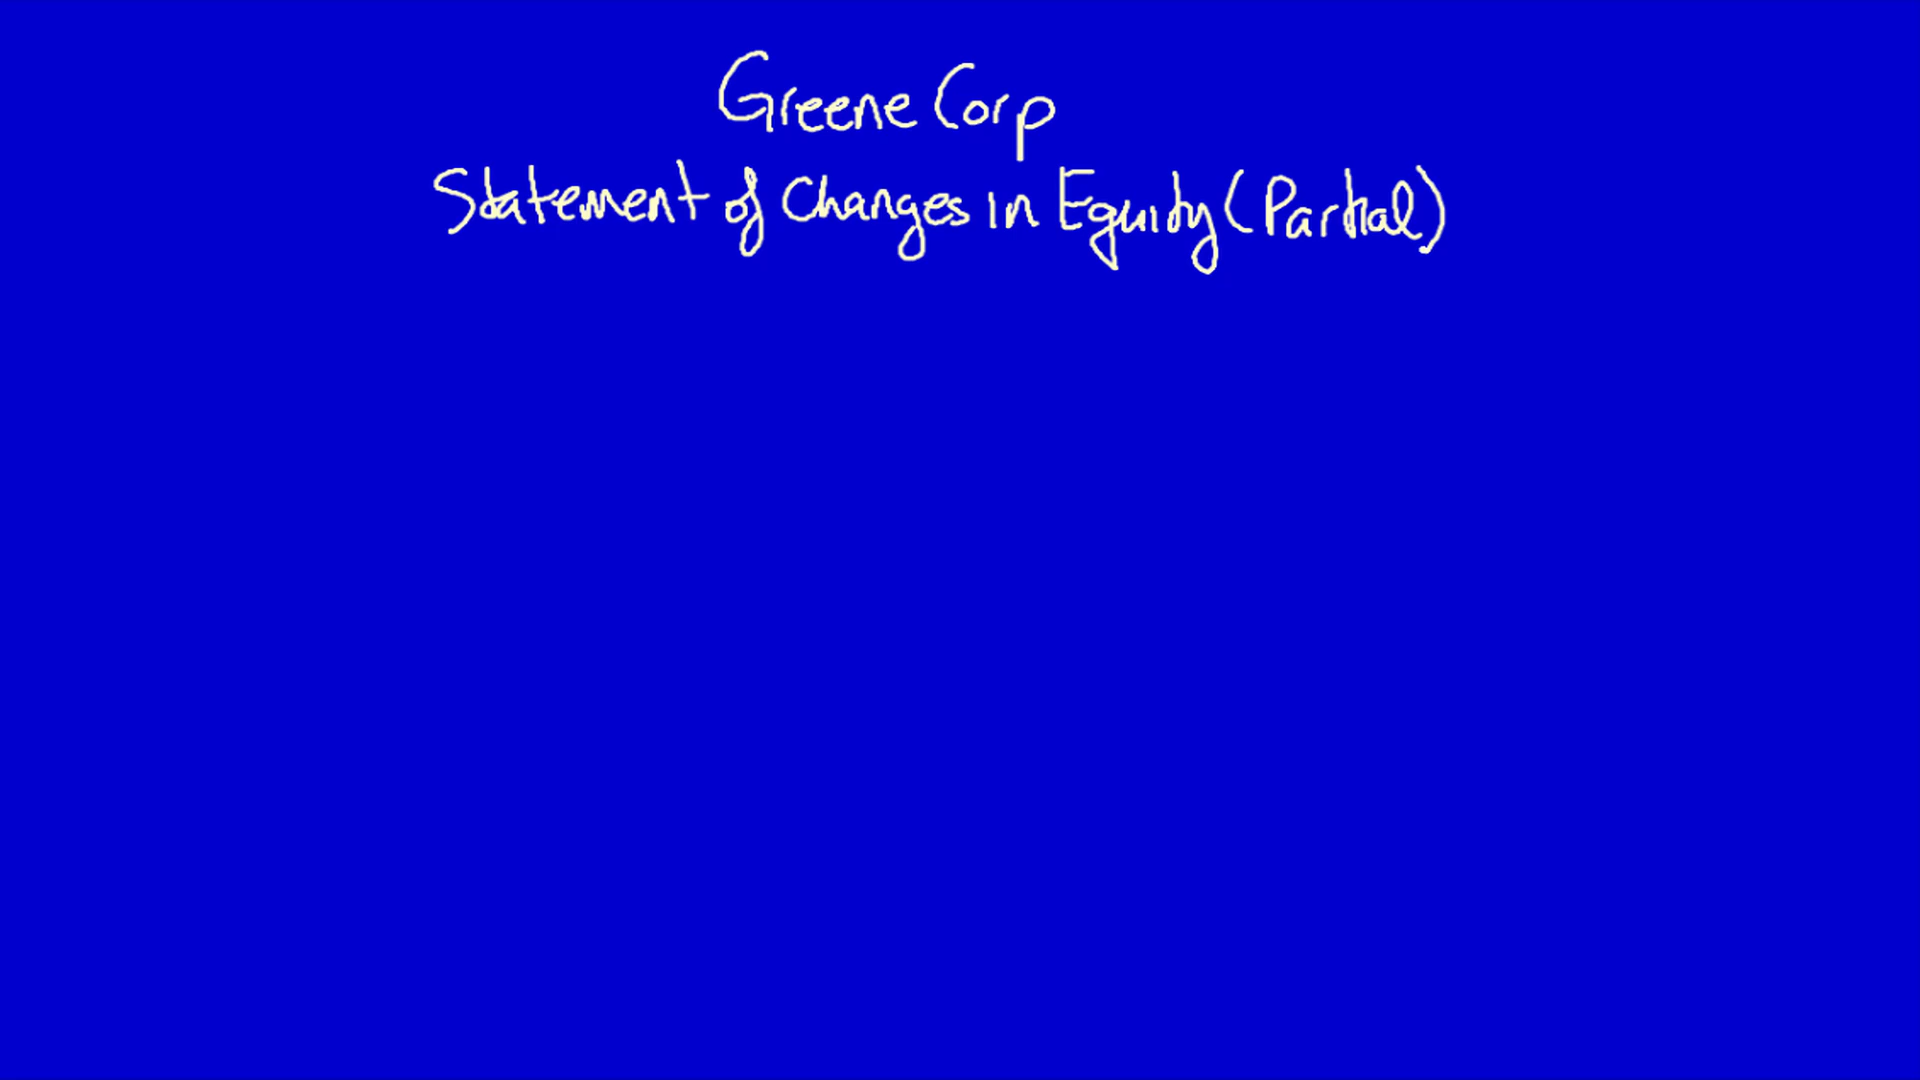 Greene Corp
Statement of Changes in Equity (Partial)